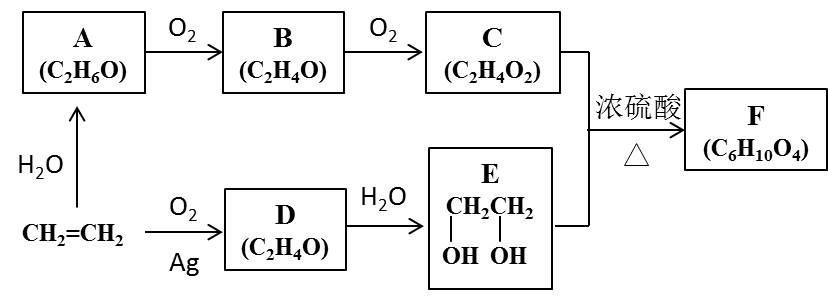 A
(C₂H₆O)
O₂
B
(C₂H₄O)
O₂
C
(C₂H₄O₂)
浓硫酸
△
F
(C₆H₁₀O₄)
H₂O
CH₂=CH₂
O₂
Ag
D
(C₂H₄O)
H₂O
E
CH₂CH₂
OH OH